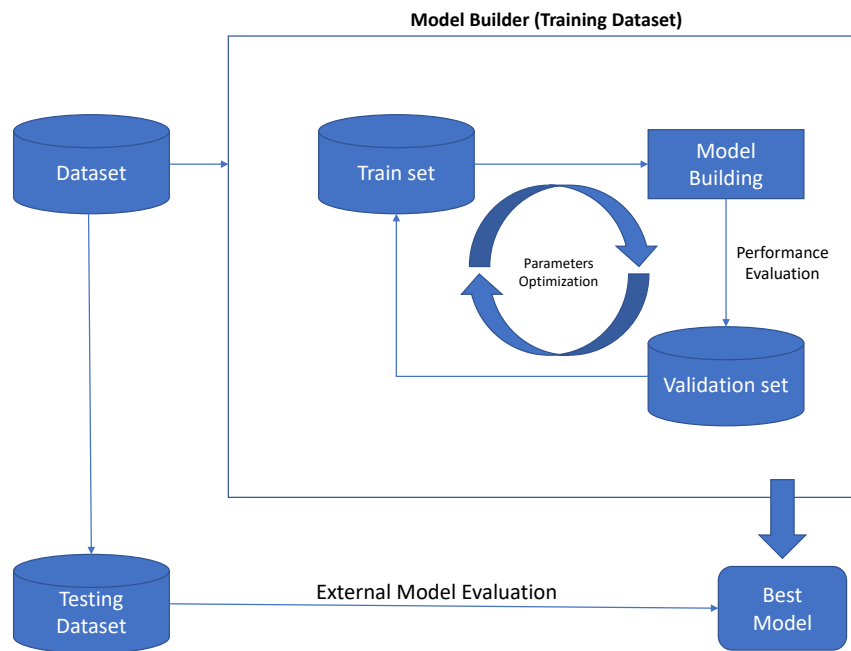 Model Builder (Training Dataset)
Dataset
Train set
Model
Building
Parameters
Optimization
Performance
Evaluation
Validation set
Testing
Dataset
External Model Evaluation
Best
Model